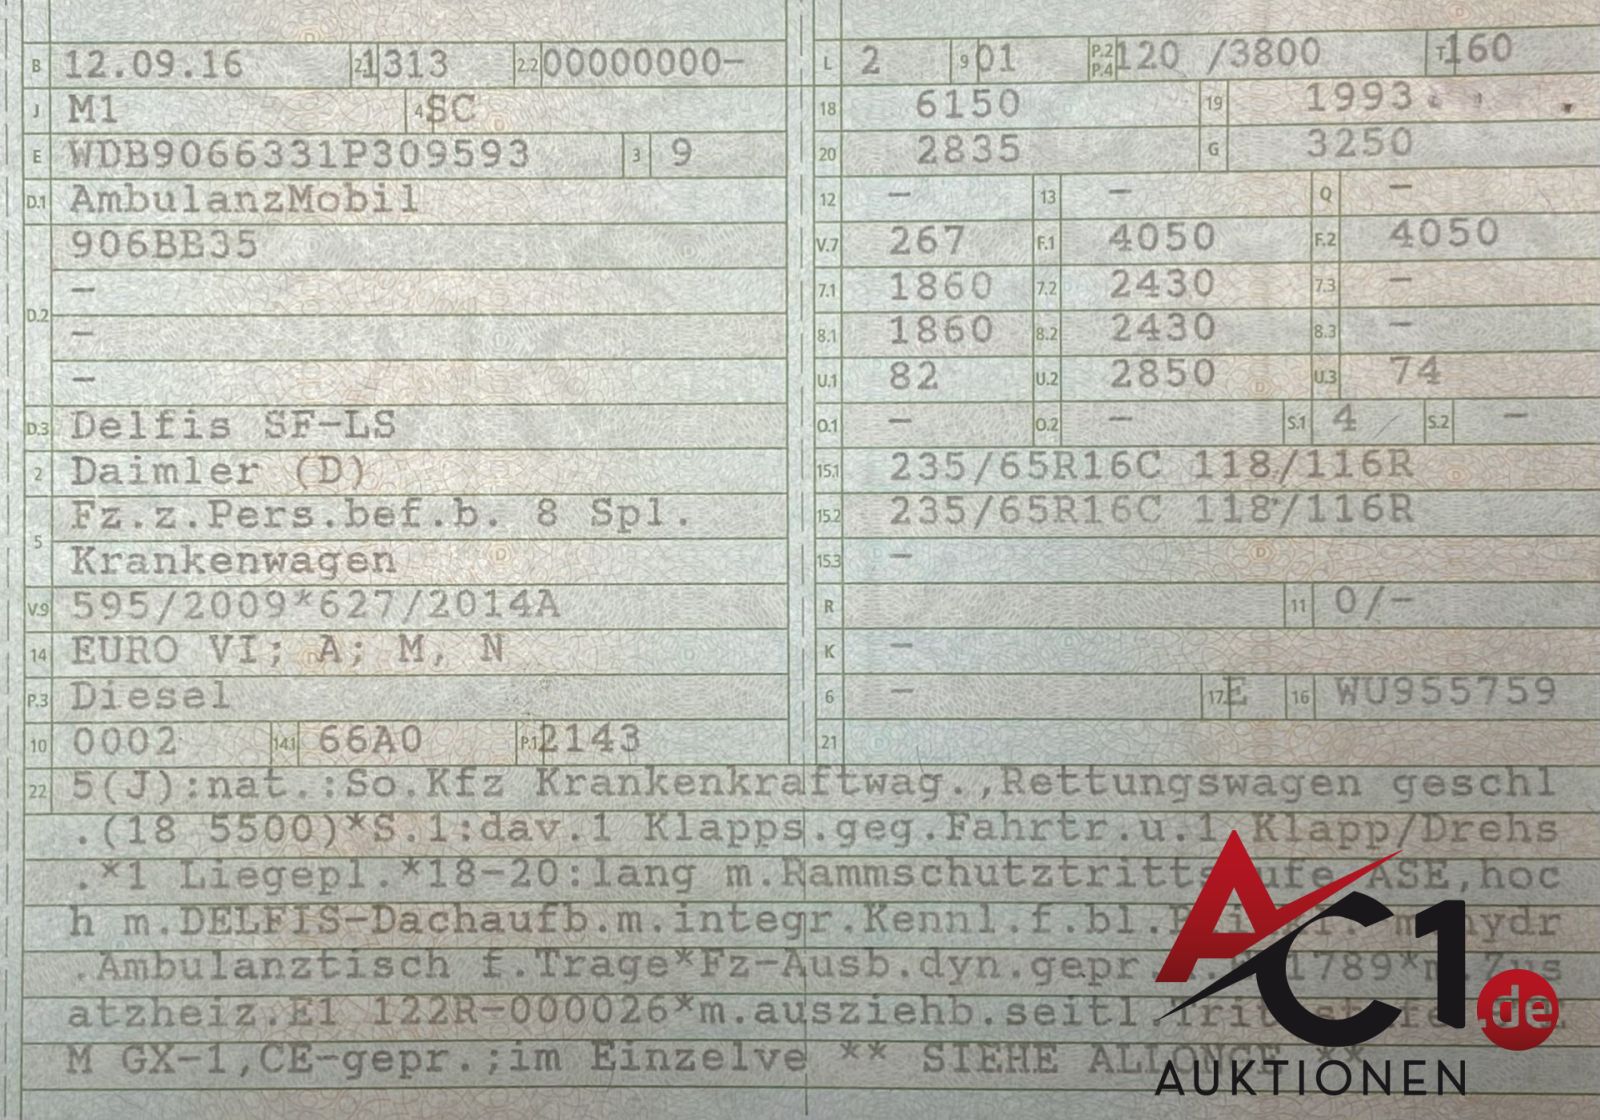 B 12.09.16 2.1 1313 2.2 00000000-
J M1 4 SC
E WDB9066331P309593 3 9
D.1 AmbulanzMobil
906BB35
-
D.2
-
-
D.3 Delfis SF-LS
2 Daimler (D)
Fz.z.Pers.bef.b. 8 Spl.
5
Krankenwagen
V.9 595/2009*627/2014A
14 EURO VI; A; M, N
P.3 Diesel
10 0002 14.1 66A0 P.1 2143
L 2 9 01 P.2 P.4 120 /3800 T 160
18 6150 19 1993
20 2835 G 3250
12 - 13 - Q -
V.7 267 F.1 4050 F.2 4050
7.1 1860 7.2 2430 7.3 -
8.1 1860 8.2 2430 8.3 -
U.1 82 U.2 2850 U.3 74
O.1 - O.2 - S.1 4 S.2 -
15.1 235/65R16C 118/116R
15.2 235/65R16C 118/116R
15.3 -
R 11 0/-
K -
6 - 17 E 16 WU955759
21
22 5(J):nat.:So.Kfz Krankenkraftwag.,Rettungswagen geschl
.(18 5500)*S.1:dav.1 Klapps.geg.Fahrtr.u.1 Klapp/Drehs
.*1 Liegepl.*18-20:lang m.Rammschutztrittstufe ASE,hoc
h m.DELFIS-Dachaufb.m.integr.Kennl.f.bl. hydr
.Ambulanztisch f.Trage*Fz-Ausb.dyn.gepr. 1789*m.Zus
atzheiz.E1 122R-000026*m.ausziehb.seitl.
M GX-1,CE-gepr.;im Einzelve ** SIEHE ALLONGE **
AC1.de
AUKTIONEN